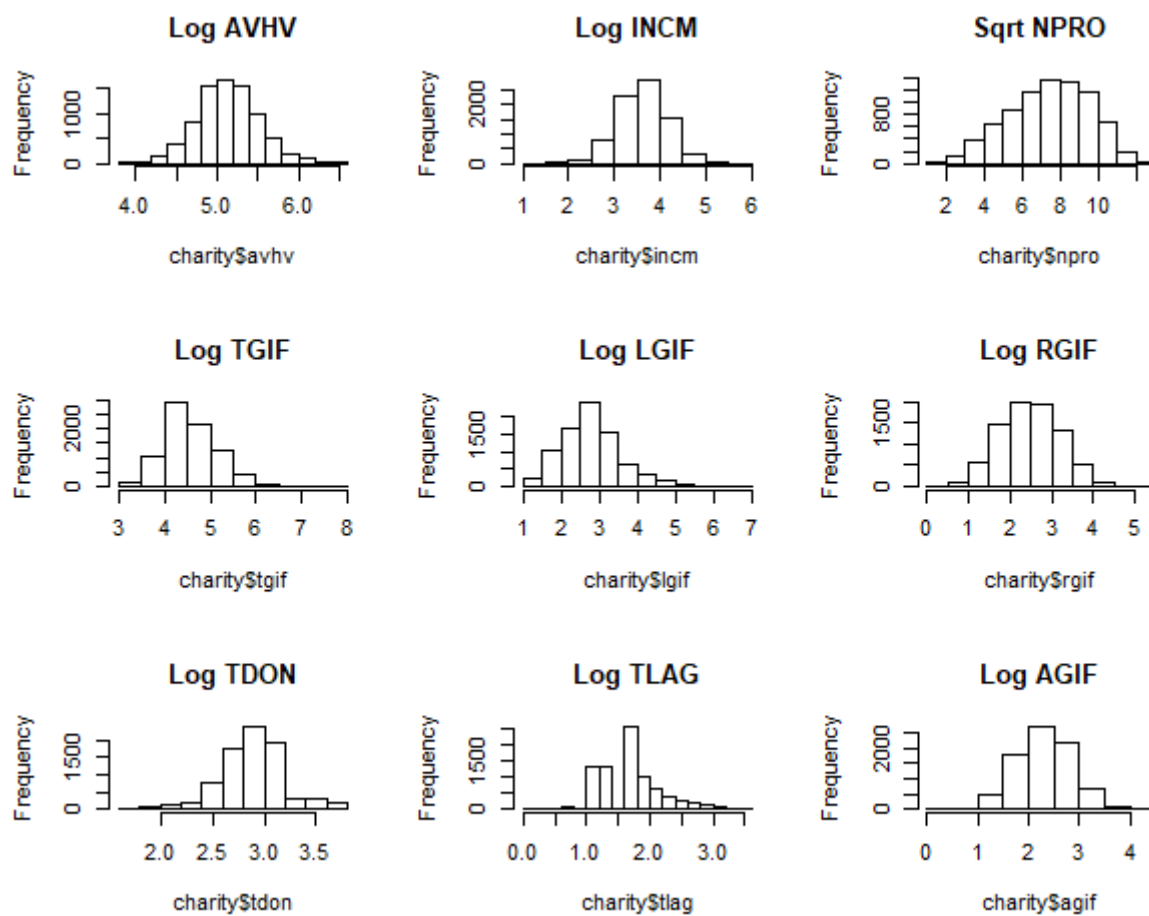 Log AVHV
Frequency
0 1000
4.0 5.0 6.0
charity$avhv
Log INCM
Frequency
0 2000
1 2 3 4 5 6
charity$incm
Sqrt NPRO
Frequency
0 800
2 4 6 8 10
charity$npro
Log TGIF
Frequency
0 2000
3 4 5 6 7 8
charity$tgif
Log LGIF
Frequency
0 1500
1 2 3 4 5 6 7
charity$lgif
Log RGIF
Frequency
0 1500
0 1 2 3 4 5
charity$rgif
Log TDON
Frequency
0 1500
2.0 2.5 3.0 3.5
charity$tdon
Log TLAG
Frequency
0 1500
0.0 1.0 2.0 3.0
charity$tlag
Log AGIF
Frequency
0 2000
0 1 2 3 4
charity$agif